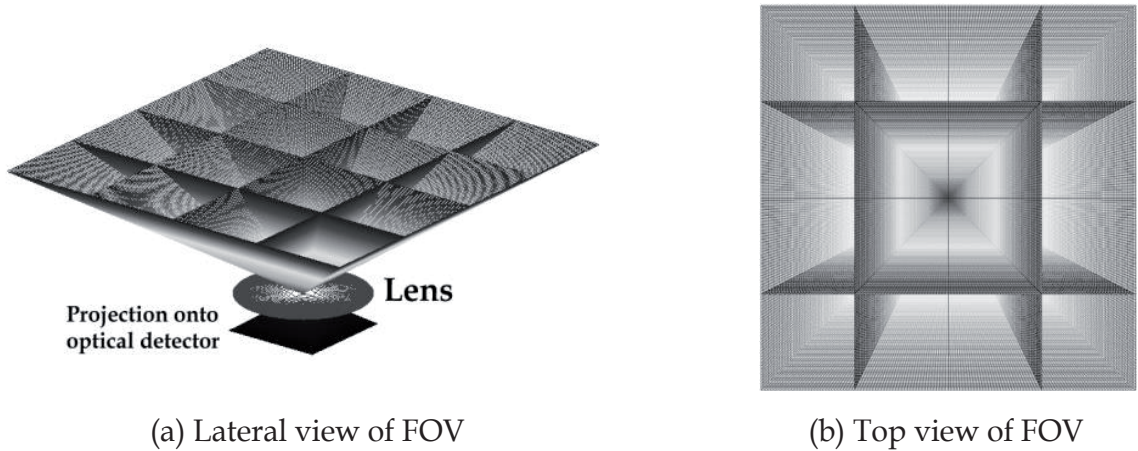 Lens
Projection onto
optical detector
(a) Lateral view of FOV
(b) Top view of FOV